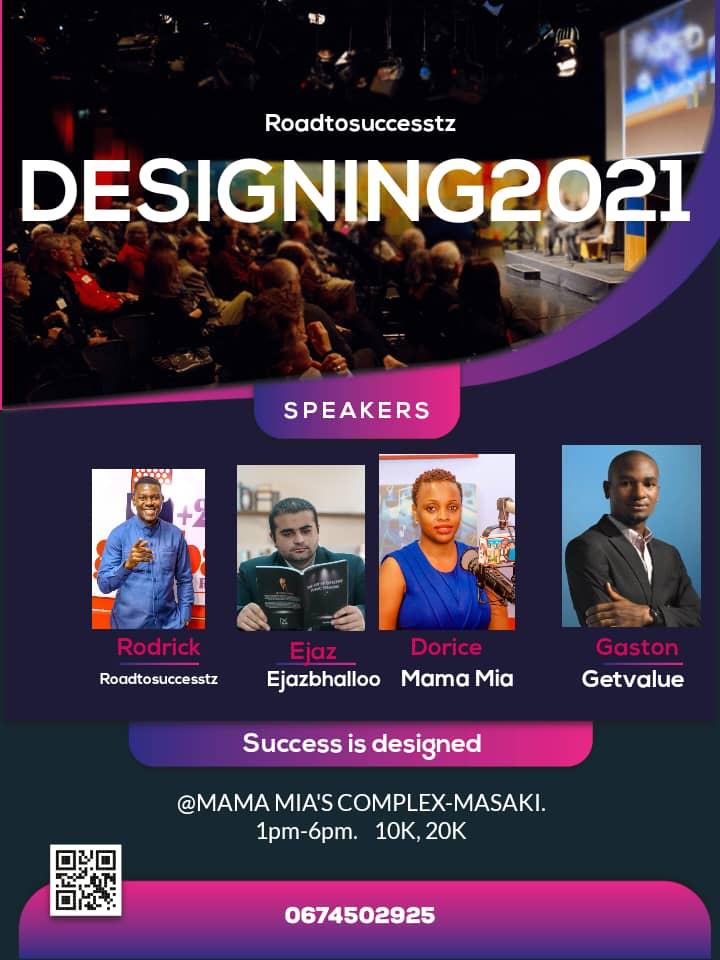 Roadtosuccesstz
DESIGNING2021
SPEAKERS
Rodrick
Roadtosuccesstz
Ejaz
Ejazbhalloo
Dorice
Mama Mia
Gaston
Getvalue
Success is designed
@MAMA MIA'S COMPLEX-MASAKI.
1pm-6pm. 10K, 20K
0674502925